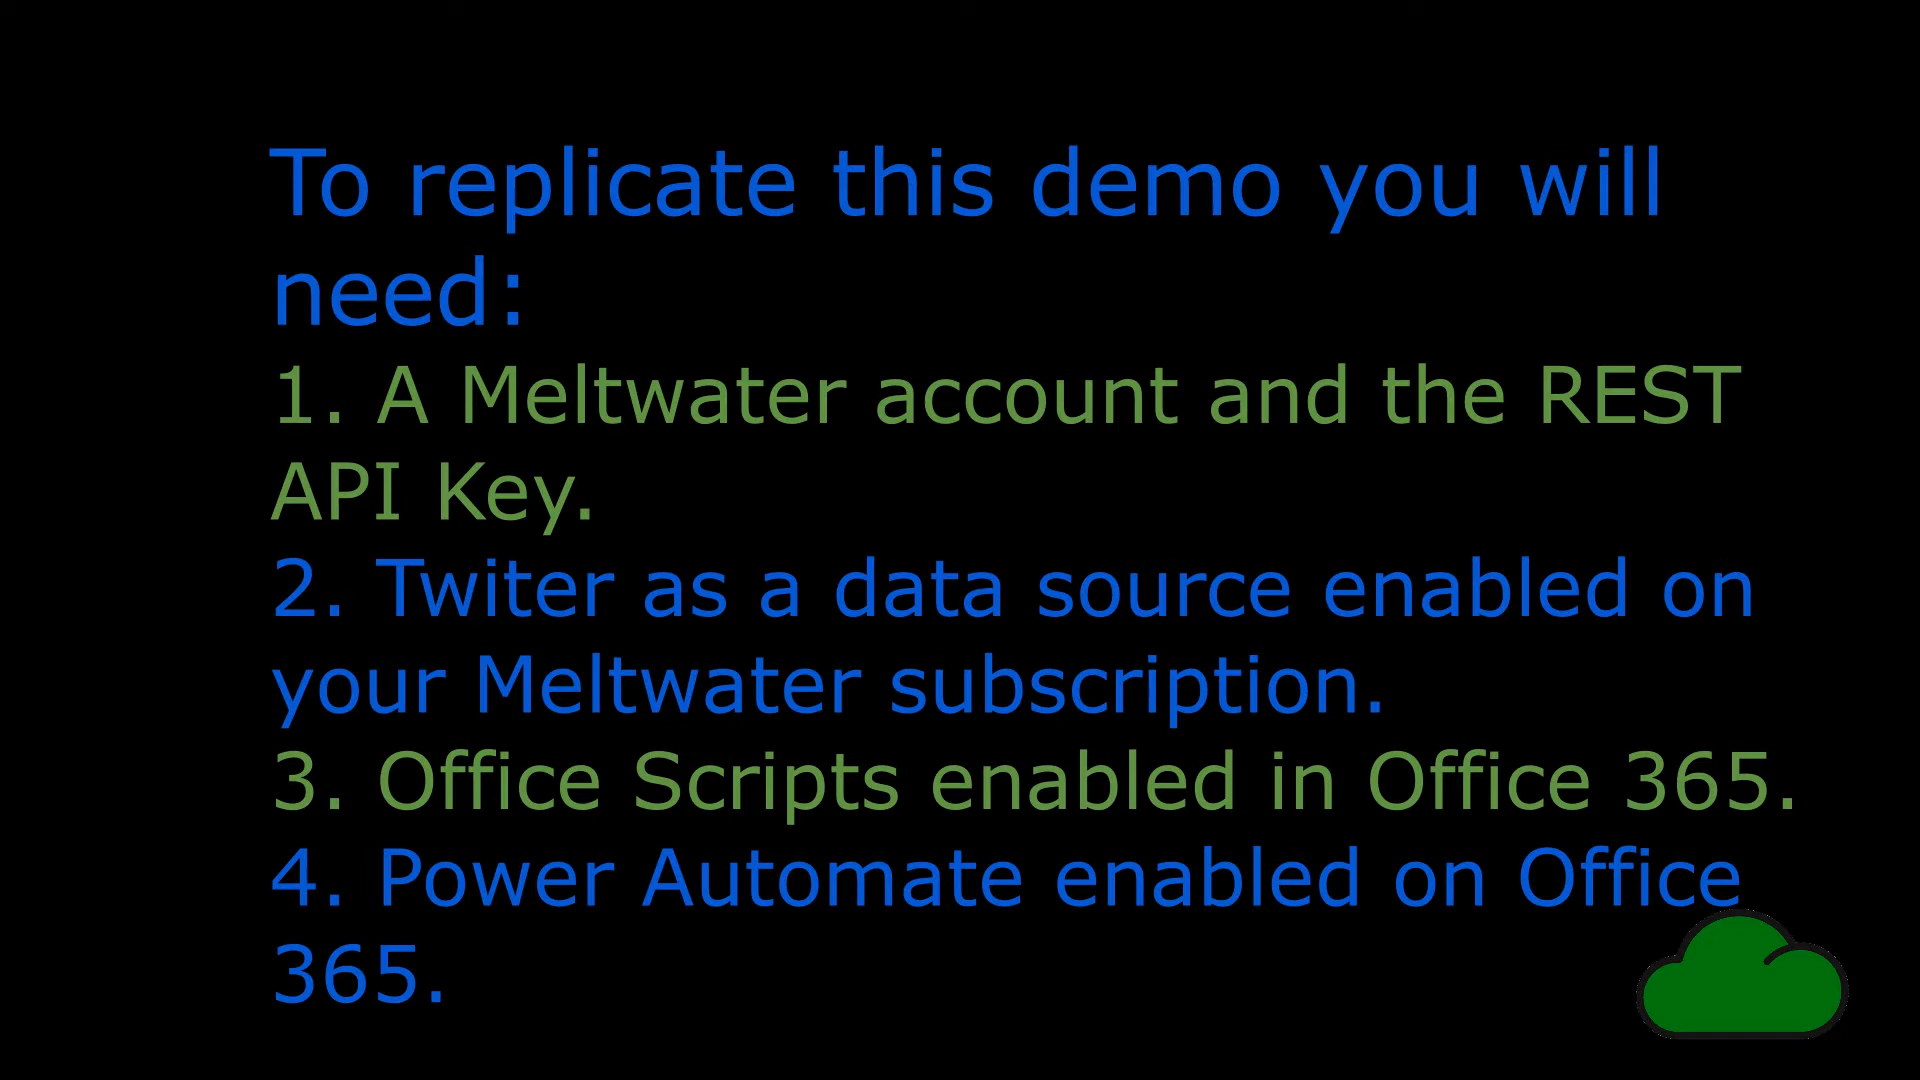 To replicate this demo you will
need:
1. A Meltwater account and the REST
API Key.
2. Twiter as a data source enabled on
your Meltwater subscription.
3. Office Scripts enabled in Office 365.
4. Power Automate enabled on Office
365.